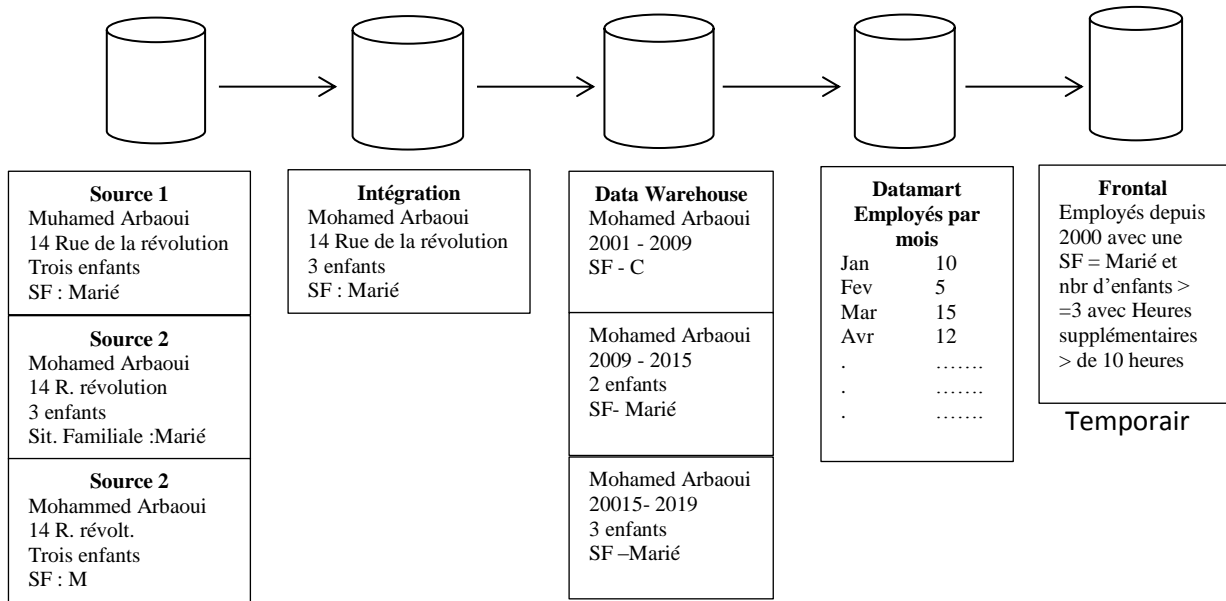 Source 1
Muhamed Arbaoui
14 Rue de la révolution
Trois enfants
SF : Marié
Source 2
Mohamed Arbaoui
14 R. révolution
3 enfants
Sit. Familiale :Marié
Source 2
Mohammed Arbaoui
14 R. révolt.
Trois enfants
SF : M
Intégration
Mohamed Arbaoui
14 Rue de la révolution
3 enfants
SF : Marié
Data Warehouse
Mohamed Arbaoui
2001 - 2009
SF - C
Mohamed Arbaoui
2009 - 2015
2 enfants
SF- Marié
Mohamed Arbaoui
20015- 2019
3 enfants
SF –Marié
Datamart
Employés par
mois
Jan 10
Fev 5
Mar 15
Avr 12
. …….
. …….
. …….
Frontal
Employés depuis
2000 avec une
SF = Marié et
nbr d’enfants >
=3 avec Heures
supplémentaires
> de 10 heures
Temporair